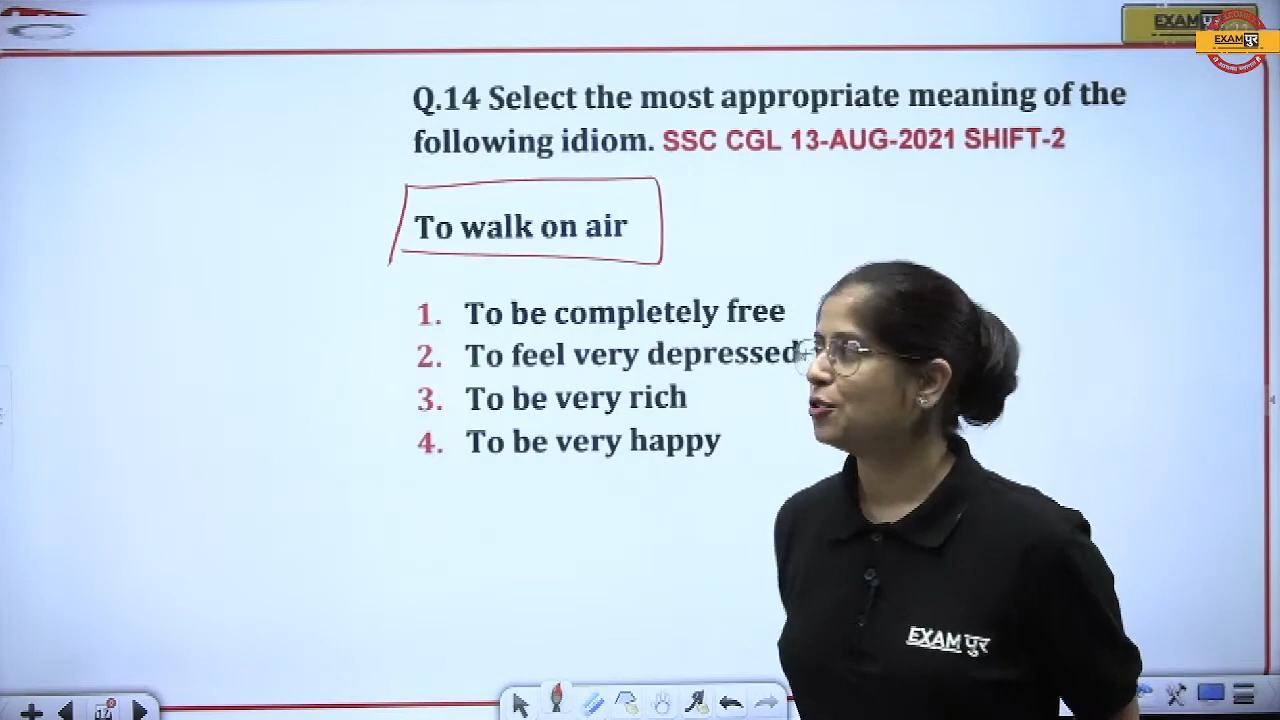 EXAMपुर
Q.14 Select the most appropriate meaning of the
following idiom. SSC CGL 13-AUG-2021 SHIFT-2
To walk on air
1. To be completely free
2. To feel very depressed
3. To be very rich
4. To be very happy
EXAMपुर